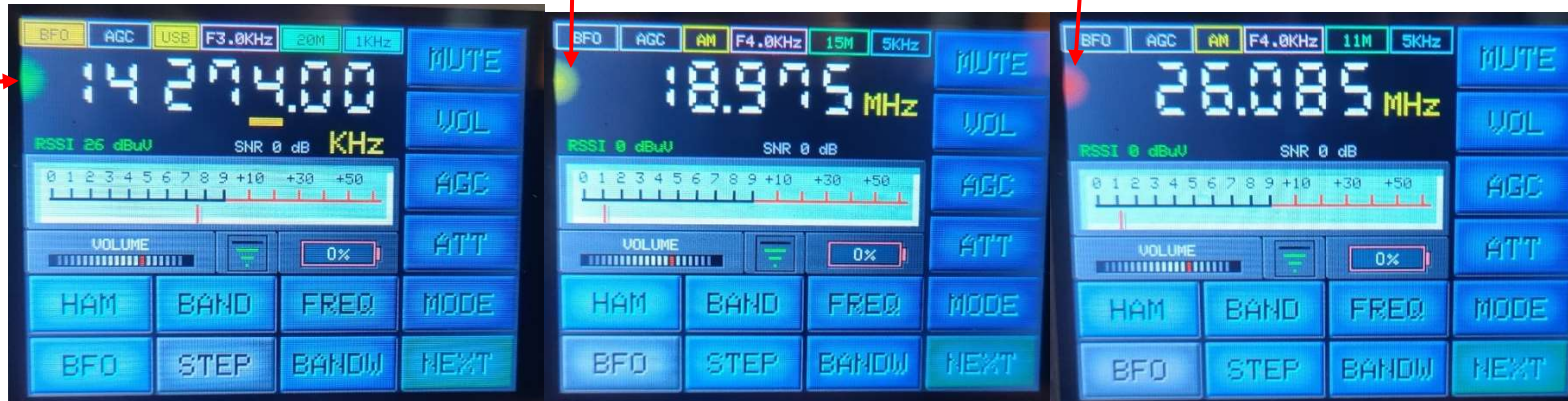 BFO AGC USB F3.0KHz 20M 1KHz MUTE
14 274.00 KHz
VOL
RSSI 26 dBuV SNR 0 dB
0 1 2 3 4 5 6 7 8 9 +10 +30 +50 AGC
VOLUME 0% ATT
HAM BAND FREQ MODE
BFO STEP BANDW NEXT
BFO AGC AM F4.0KHz 15M 5KHz MUTE
18.975 MHz
VOL
RSSI 0 dBuV SNR 0 dB
0 1 2 3 4 5 6 7 8 9 +10 +30 +50 AGC
VOLUME 0% ATT
HAM BAND FREQ MODE
BFO STEP BANDW NEXT
BFO AGC AM F4.0KHz 11M 5KHz MUTE
26.085 MHz
VOL
RSSI 0 dBuV SNR 0 dB
0 1 2 3 4 5 6 7 8 9 +10 +30 +50 AGC
VOLUME 0% ATT
HAM BAND FREQ MODE
BFO STEP BANDW NEXT